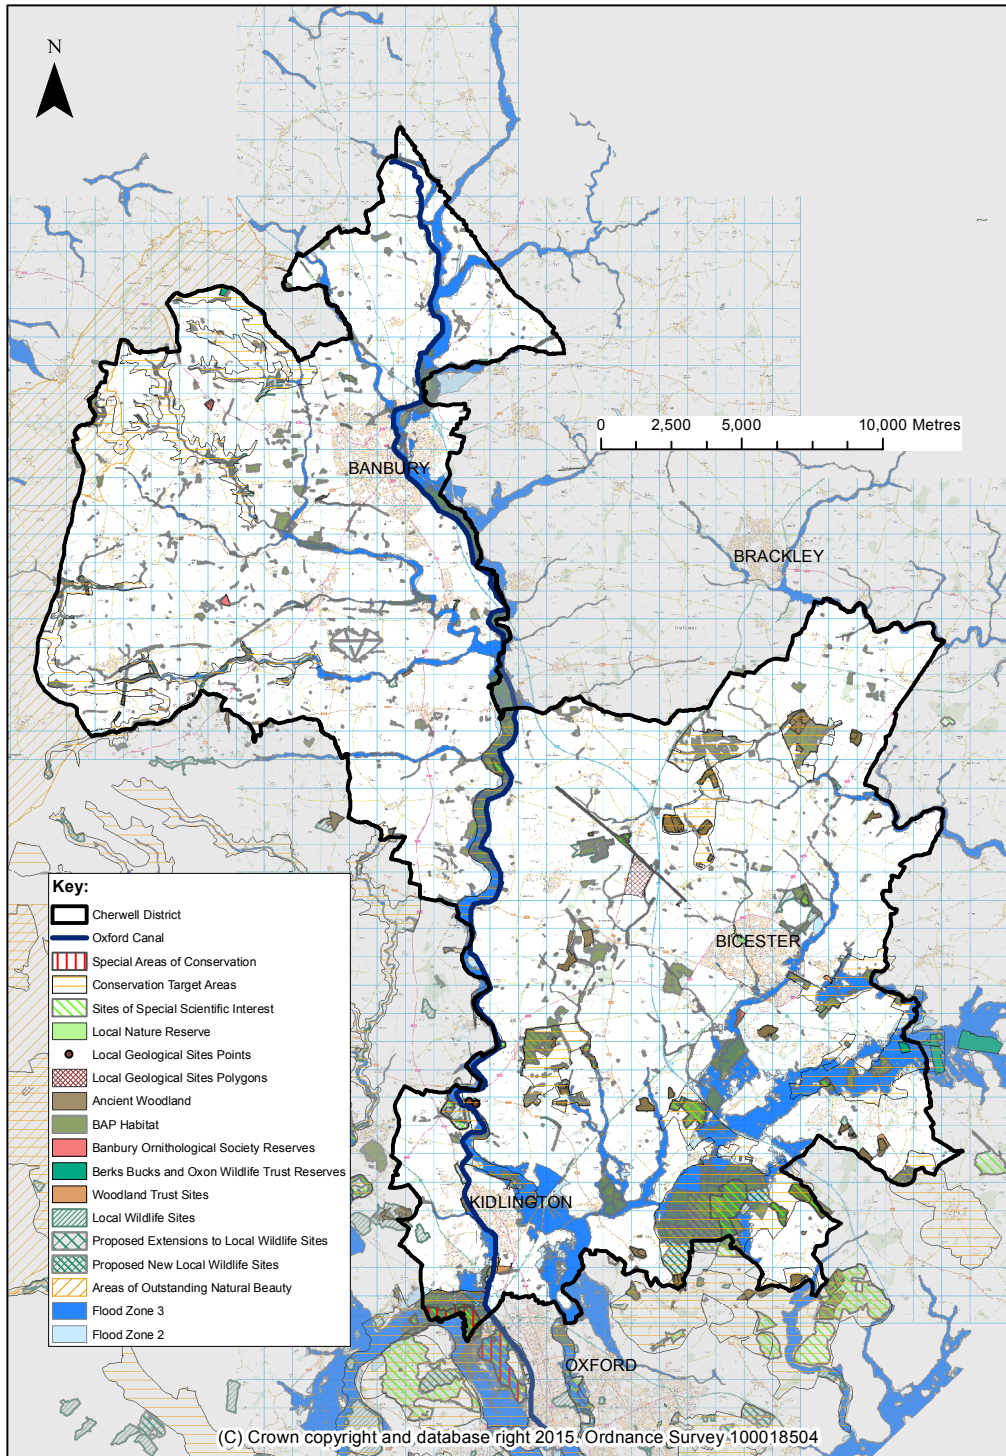 N
0 2,500 5,000 10,000 Metres
BANBURY
BRACKLEY
BICESTER
KIDLINGTON
OXFORD
Key:
Cherwell District
Oxford Canal
Special Areas of Conservation
Conservation Target Areas
Sites of Special Scientific Interest
Local Nature Reserve
Local Geological Sites Points
Local Geological Sites Polygons
Ancient Woodland
BAP Habitat
Banbury Ornithological Society Reserves
Berks Bucks and Oxon Wildlife Trust Reserves
Woodland Trust Sites
Local Wildlife Sites
Proposed Extensions to Local Wildlife Sites
Proposed New Local Wildlife Sites
Areas of Outstanding Natural Beauty
Flood Zone 3
Flood Zone 2
(C) Crown copyright and database right 2015. Ordnance Survey 100018504